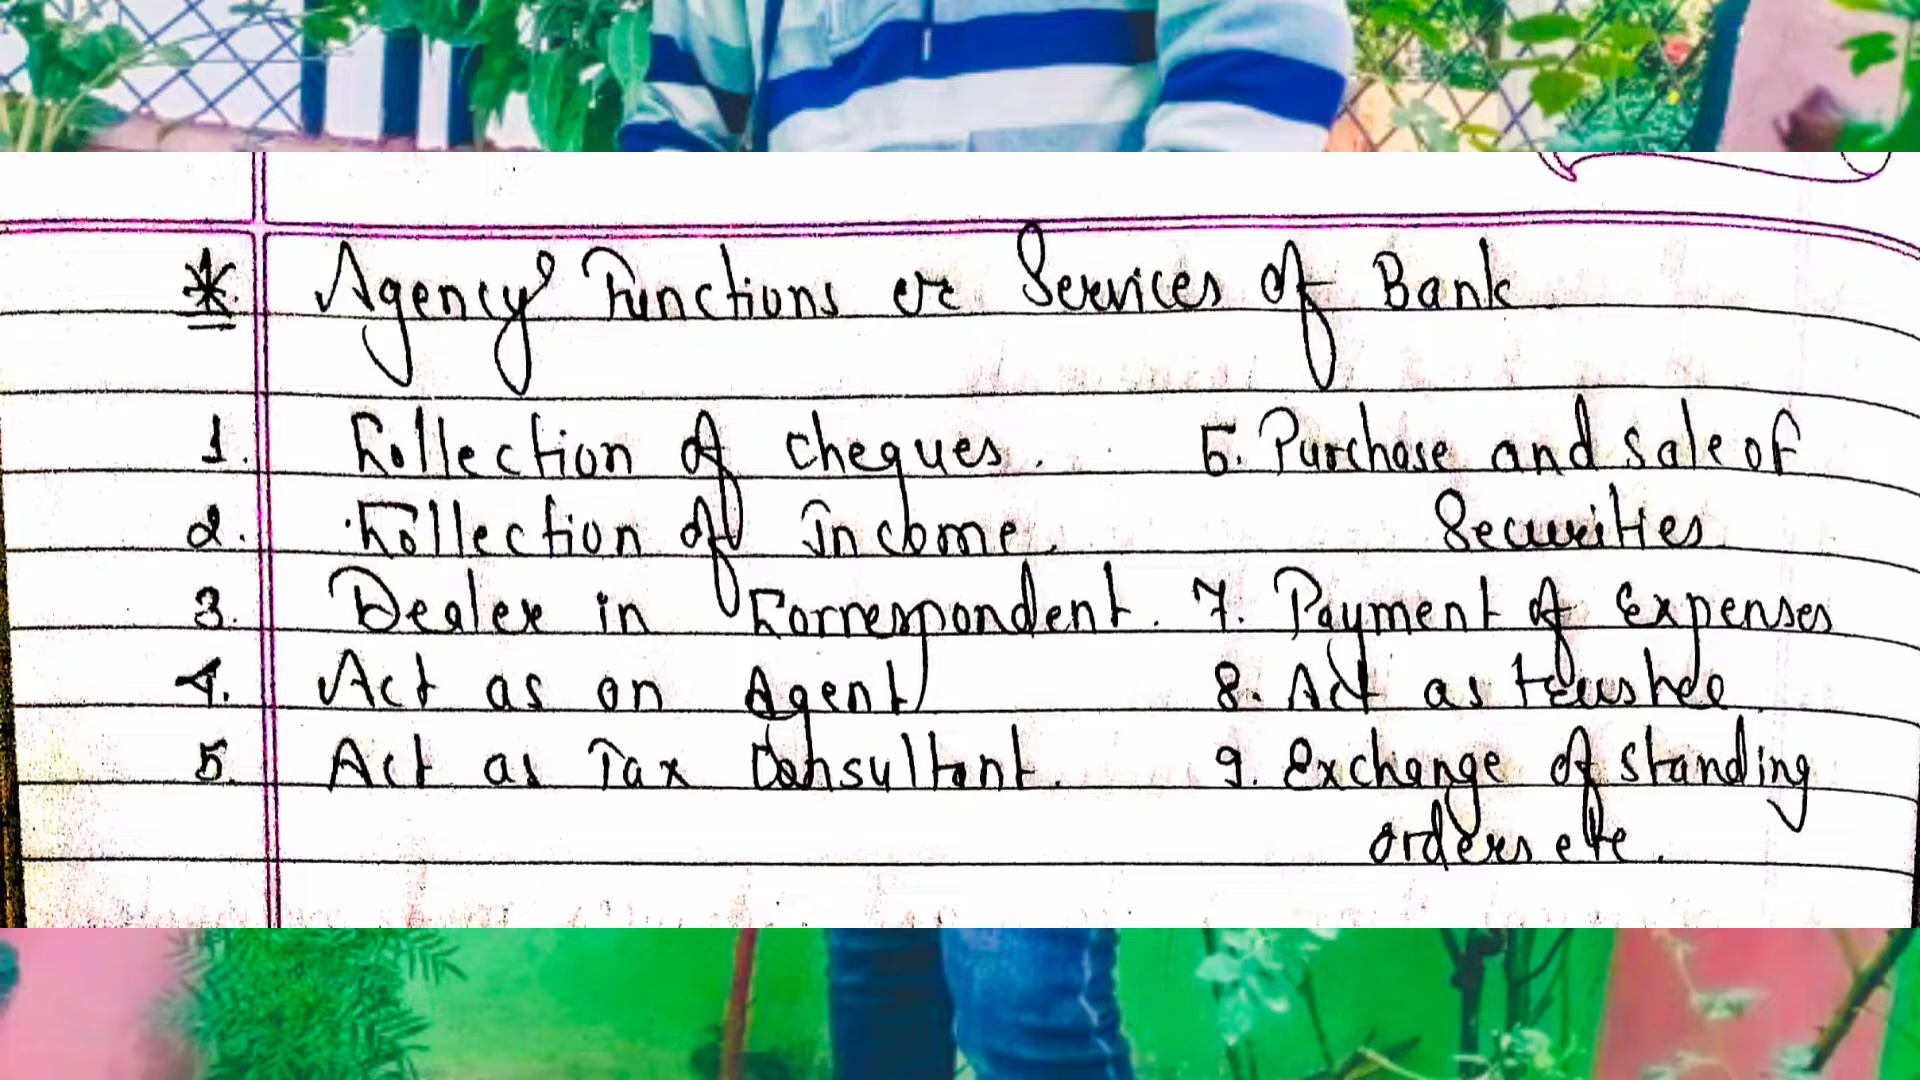 * Agency Functions or Services of Bank
1. Collection of cheques.
2. Collection of Income.
3. Dealer in Correspondent.
4. Act as on Agent
5. Act as Tax Consultant.
6. Purchase and sale of
Securities
7. Payment of Expenses
8. Act as trustee
9. Exchange of standing
orders etc.